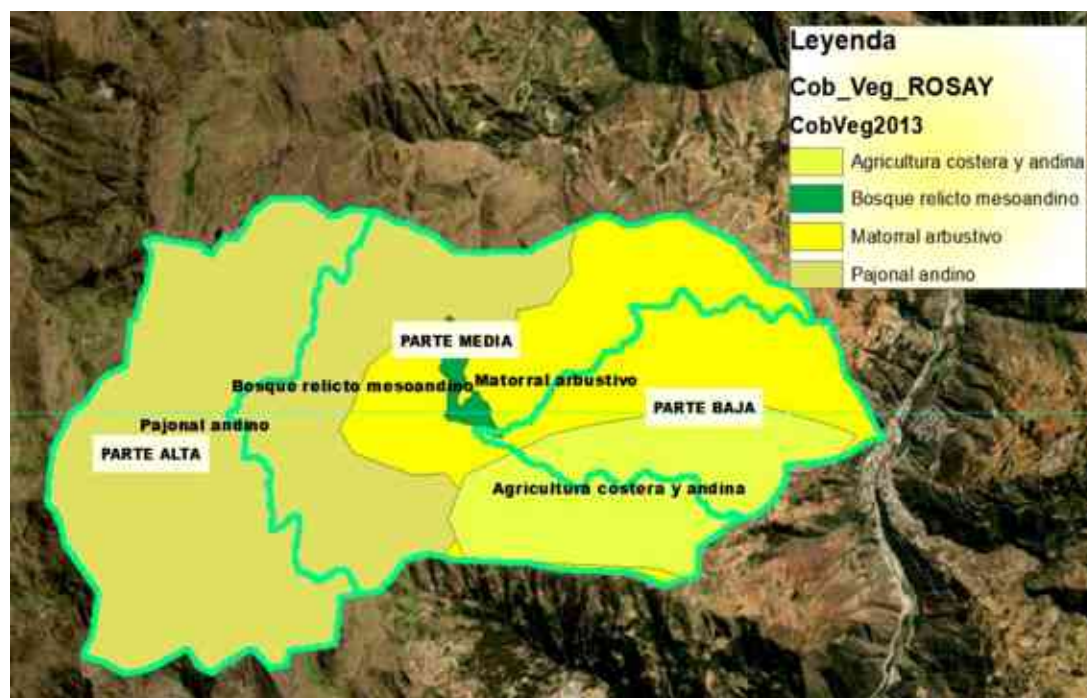 Leyenda
Cob_Veg_ROSAY
CobVeg2013
Agricultura costera y andina
Bosque relicto mesoandino
Matorral arbustivo
Pajonal andino
PARTE MEDIA
Bosque relicto mesoandino
Matorral arbustivo
PARTE BAJA
Pajonal andino
PARTE ALTA
Agricultura costera y andina